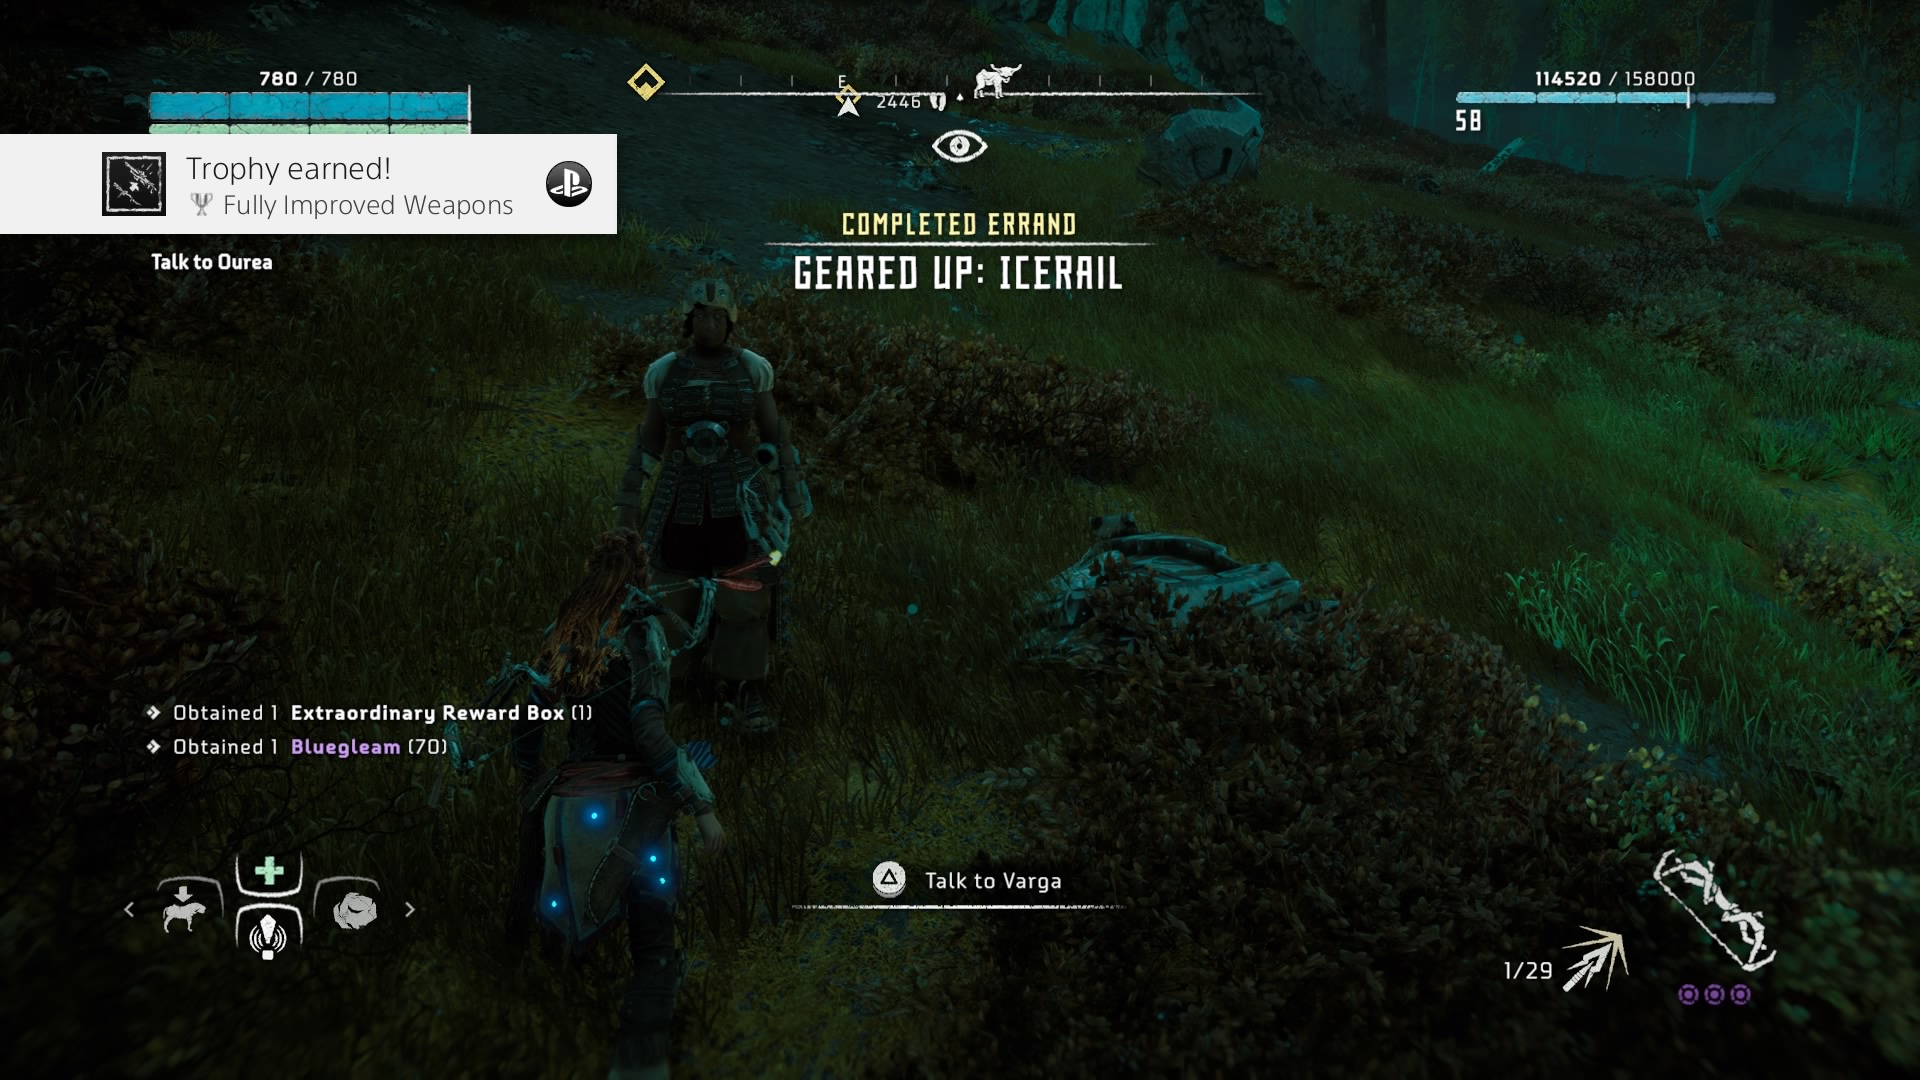 780 / 780
E
2446
114520 / 158000
58
Trophy earned!
Fully Improved Weapons
COMPLETED ERRAND
GEARED UP: ICERAIL
Talk to Ourea
Obtained 1 Extraordinary Reward Box (1)
Obtained 1 Bluegleam (70)
Talk to Varga
1/29